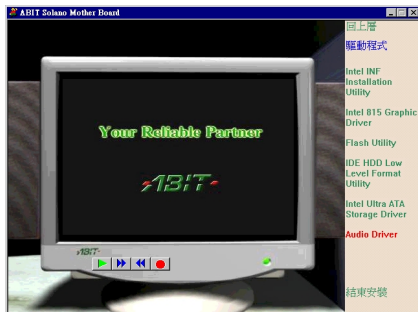 ABIT Solano Mother Board
回上層
驅動程式
Intel INF
Installation
Utility
Intel 815 Graphic
Driver
Flash Utility
IDE HDD Low
Level Format
Utility
Intel Ultra ATA
Storage Driver
Audio Driver
結束安裝
Your Reliable Partner
ABIT
ABIT